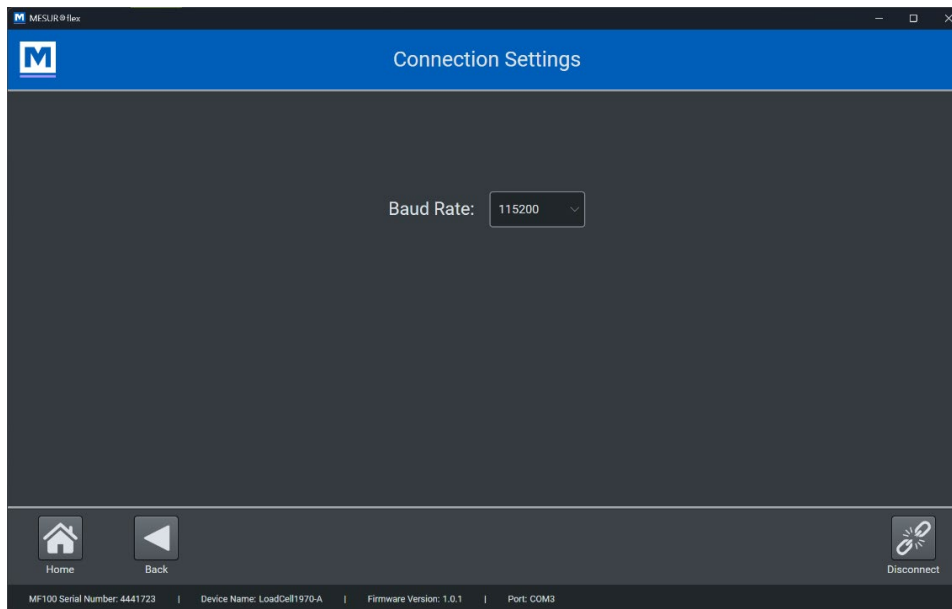 M MESUR®flex
M Connection Settings
Baud Rate: 115200
Home Back Disconnect
MF100 Serial Number: 4441723 | Device Name: LoadCell1970-A | Firmware Version: 1.0.1 | Port: COM3